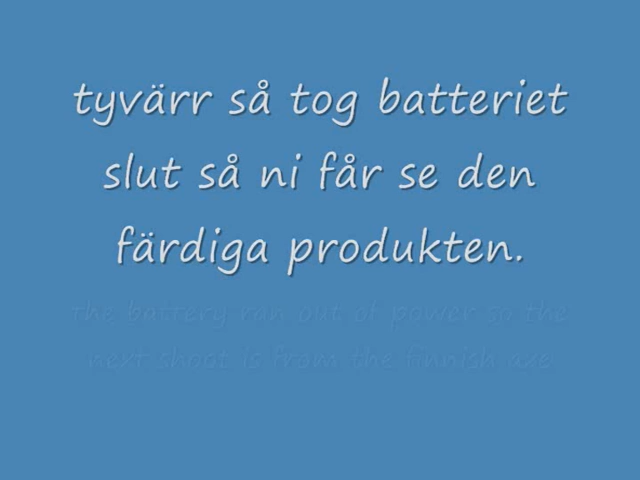 tyvärr så tog batteriet
slut så ni får se den
färdiga produkten.
the battery ran out of power so the
next shoot is from the finnish axe